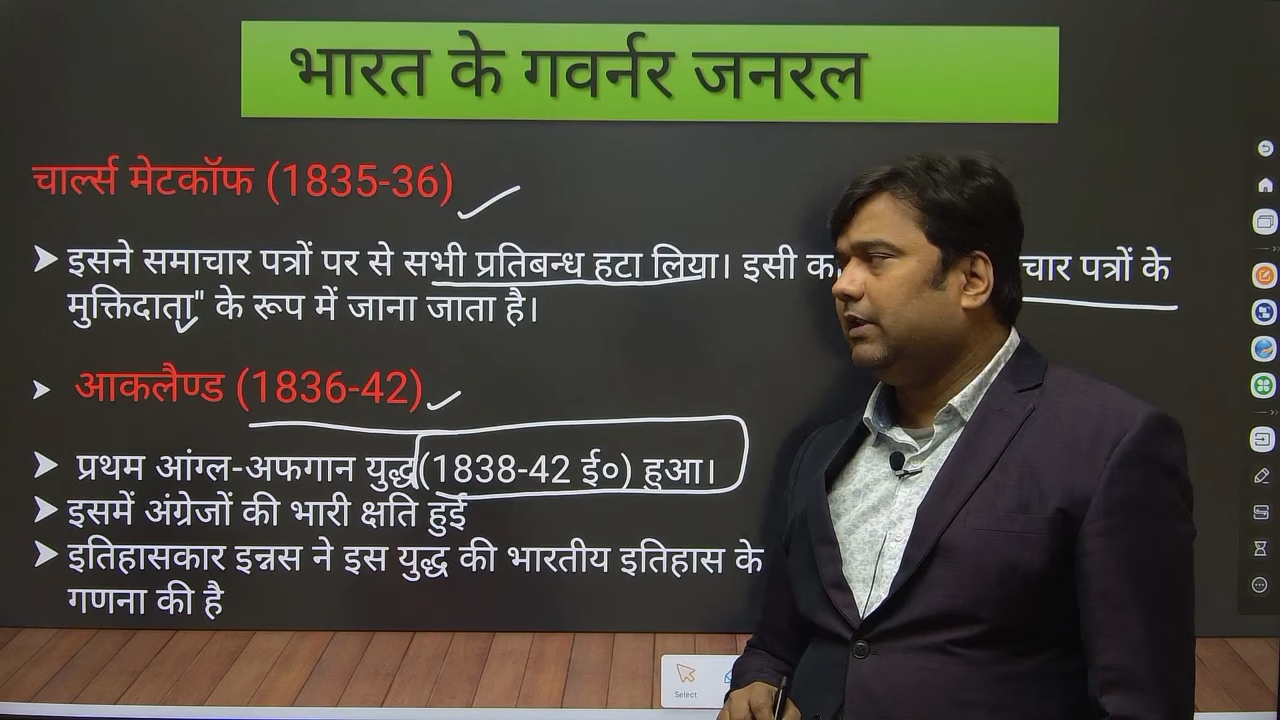 भारत के गवर्नर जनरल
चार्ल्स मेटकॉफ (1835-36)
इसने समाचार पत्रों पर से सभी प्रतिबन्ध हटा लिया। इसी चार पत्रों के
मुक्तिदाता" के रूप में जाना जाता है।
आकलैण्ड (1836-42)
प्रथम आंग्ल-अफगान युद्ध (1838-42 ई०) हुआ।
इसमें अंग्रेजों की भारी क्षति हुई
इतिहासकार इन्नस ने इस युद्ध की भारतीय इतिहास के
गणना की है
Select